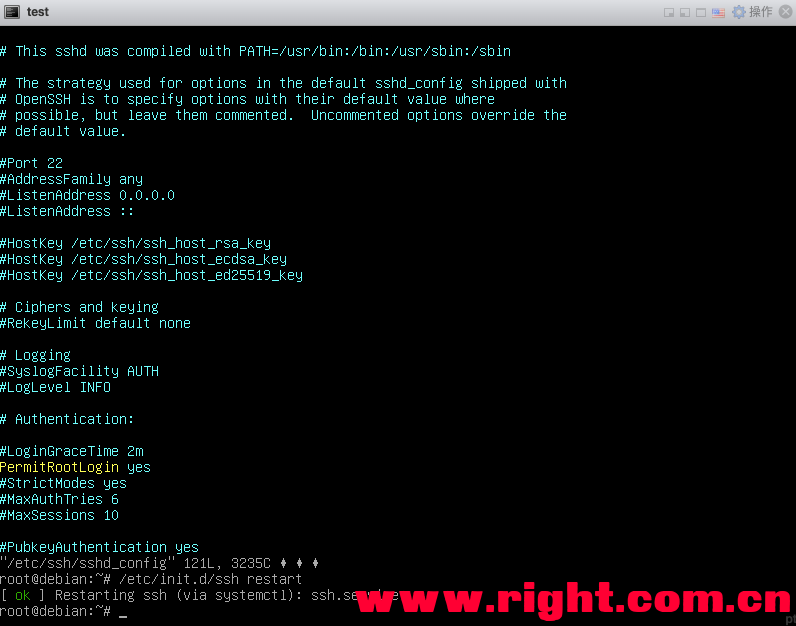 test
操作
# This sshd was compiled with PATH=/usr/bin:/bin:/usr/sbin:/sbin
# The strategy used for options in the default sshd_config shipped with
# OpenSSH is to specify options with their default value where
# possible, but leave them commented.  Uncommented options override the
# default value.
#Port 22
#AddressFamily any
#ListenAddress 0.0.0.0
#ListenAddress ::
#HostKey /etc/ssh/ssh_host_rsa_key
#HostKey /etc/ssh/ssh_host_ecdsa_key
#HostKey /etc/ssh/ssh_host_ed25519_key
# Ciphers and keying
#RekeyLimit default none
# Logging
#SyslogFacility AUTH
#LogLevel INFO
# Authentication:
#LoginGraceTime 2m
PermitRootLogin yes
#StrictModes yes
#MaxAuthTries 6
#MaxSessions 10
#PubkeyAuthentication yes
"/etc/ssh/sshd_config" 121L, 3235C ♦ ♦ ♦
root@debian:~# /etc/init.d/ssh restart
[ ok ] Restarting ssh (via systemctl): ssh.service
www.right.com.cn
root@debian:~# _